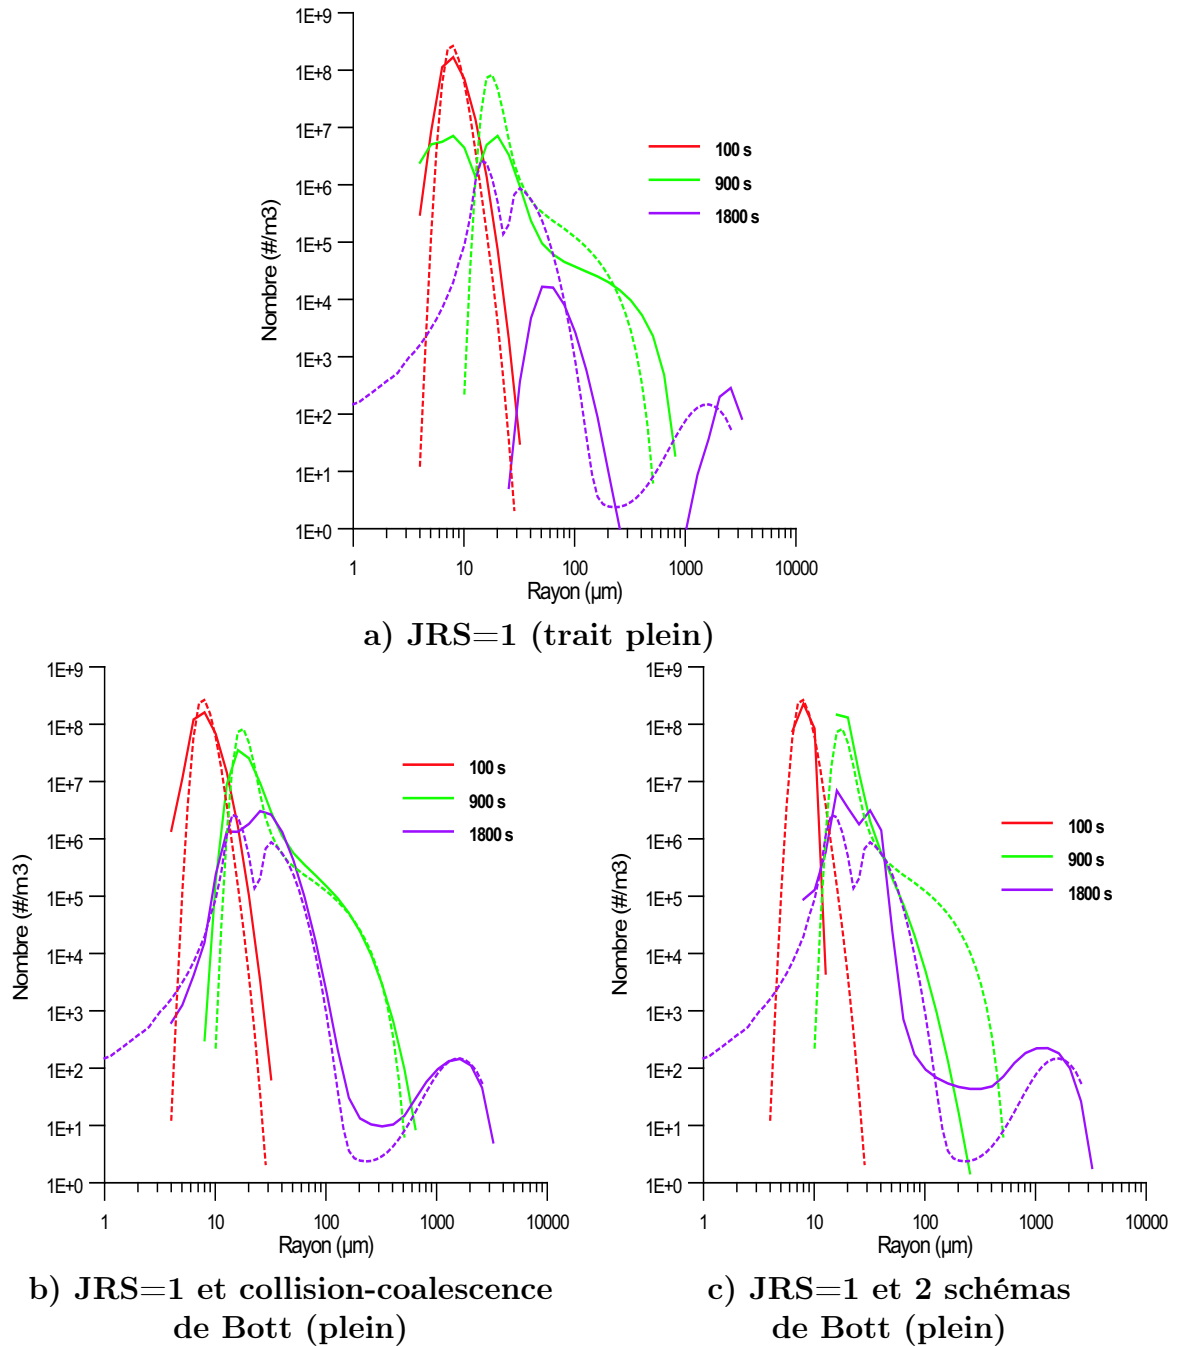 1E+9
1E+8
1E+7
1E+6
1E+5
1E+4
1E+3
1E+2
1E+1
1E+0
Nombre (#/m3)
100 s
900 s
1800 s
1 10 100 1000 10000
Rayon (µm)
a) JRS=1 (trait plein)
1E+9
1E+8
1E+7
1E+6
1E+5
1E+4
1E+3
1E+2
1E+1
1E+0
Nombre (#/m3)
100 s
900 s
1800 s
1 10 100 1000 10000
Rayon (µm)
b) JRS=1 et collision-coalescence
de Bott (plein)
1E+9
1E+8
1E+7
1E+6
1E+5
1E+4
1E+3
1E+2
1E+1
1E+0
Nombre (#/m3)
100 s
900 s
1800 s
1 10 100 1000 10000
Rayon (µm)
c) JRS=1 et 2 schémas
de Bott (plein)